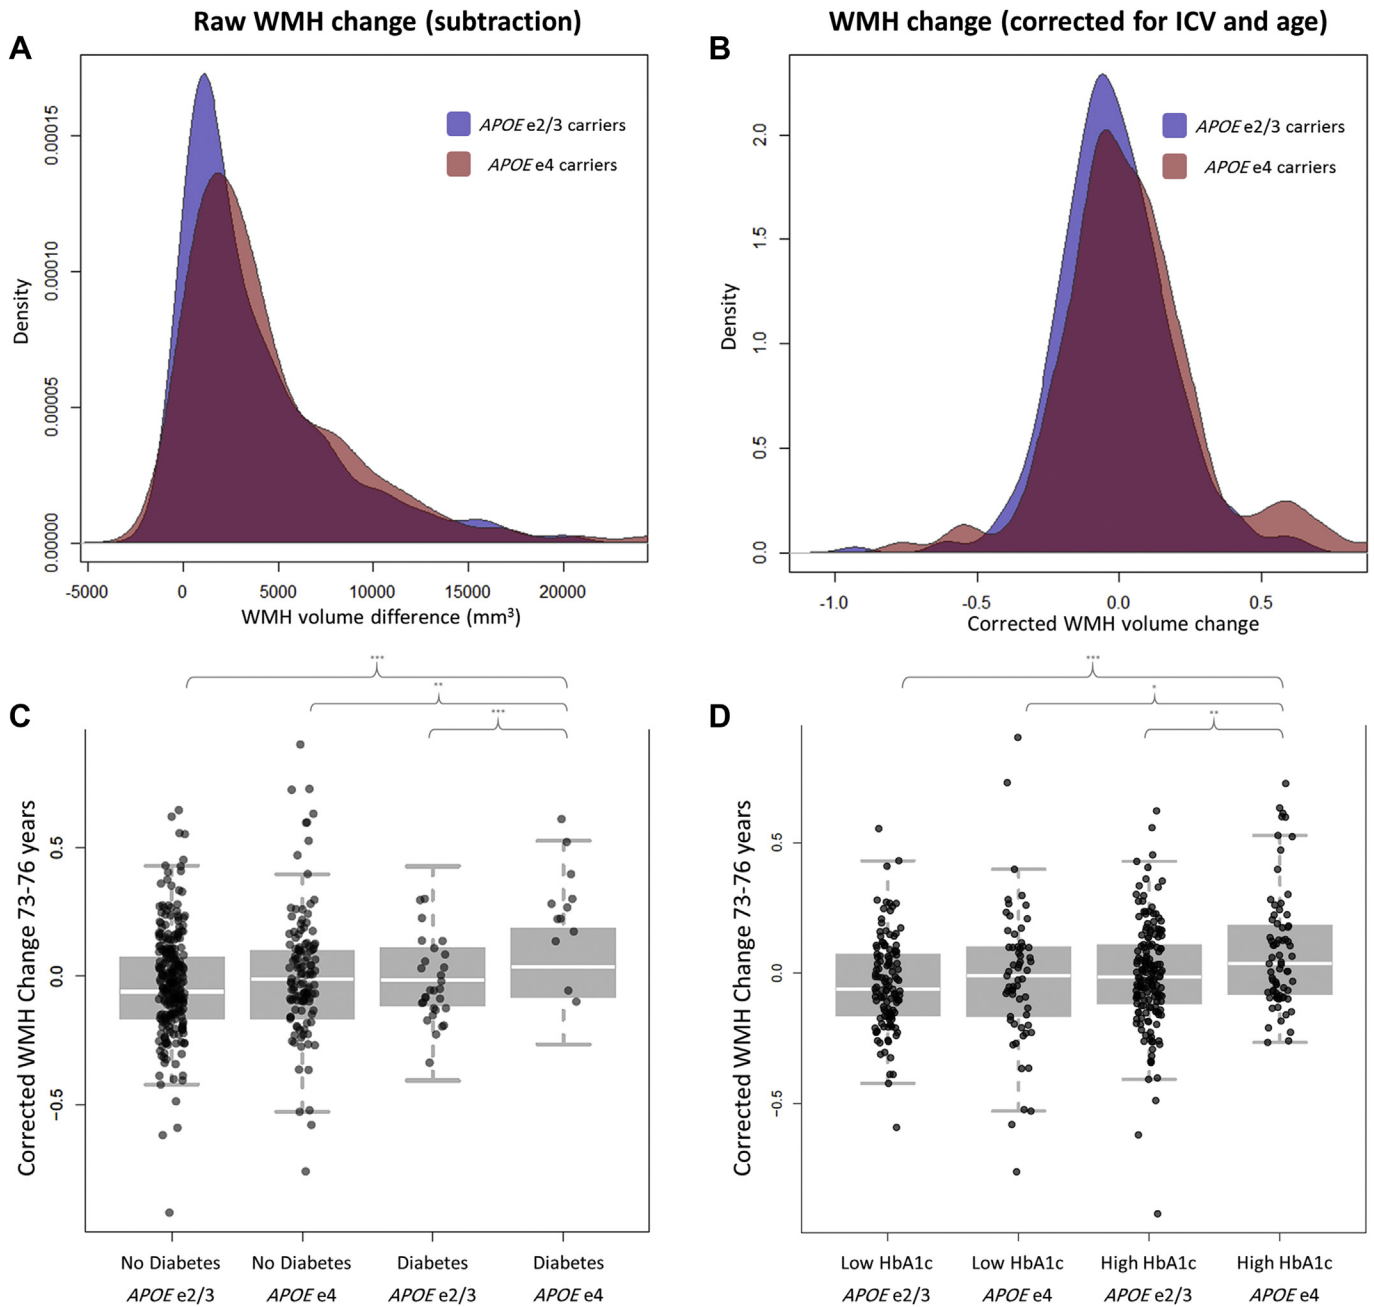 Raw WMH change (subtraction)
WMH change (corrected for ICV and age)
A
0.00000 0.00005 0.00010 0.00015
Density
APOE e2/3 carriers
APOE e4 carriers
-5000 0 5000 10000 15000 20000
WMH volume difference (mm³)
B
0.0 0.5 1.0 1.5 2.0
Density
APOE e2/3 carriers
APOE e4 carriers
-1.0 -0.5 0.0 0.5
Corrected WMH volume change
C
***
**
***
Corrected WMH Change 73-76 years
−0.5 0.0 0.5
No Diabetes No Diabetes Diabetes Diabetes
APOE e2/3 APOE e4 APOE e2/3 APOE e4
D
***
*
**
Corrected WMH Change 73-76 years
−0.5 0.0 0.5
Low HbA1c Low HbA1c High HbA1c High HbA1c
APOE e2/3 APOE e4 APOE e2/3 APOE e4